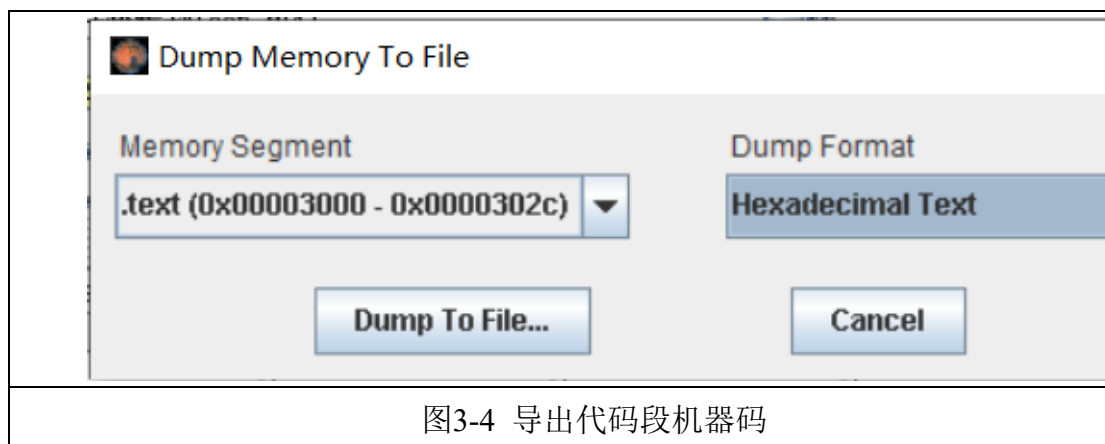 Dump Memory To File
Memory Segment
Dump Format
.text (0x00003000 - 0x0000302c)
Hexadecimal Text
Dump To File...
Cancel
图3-4 导出代码段机器码